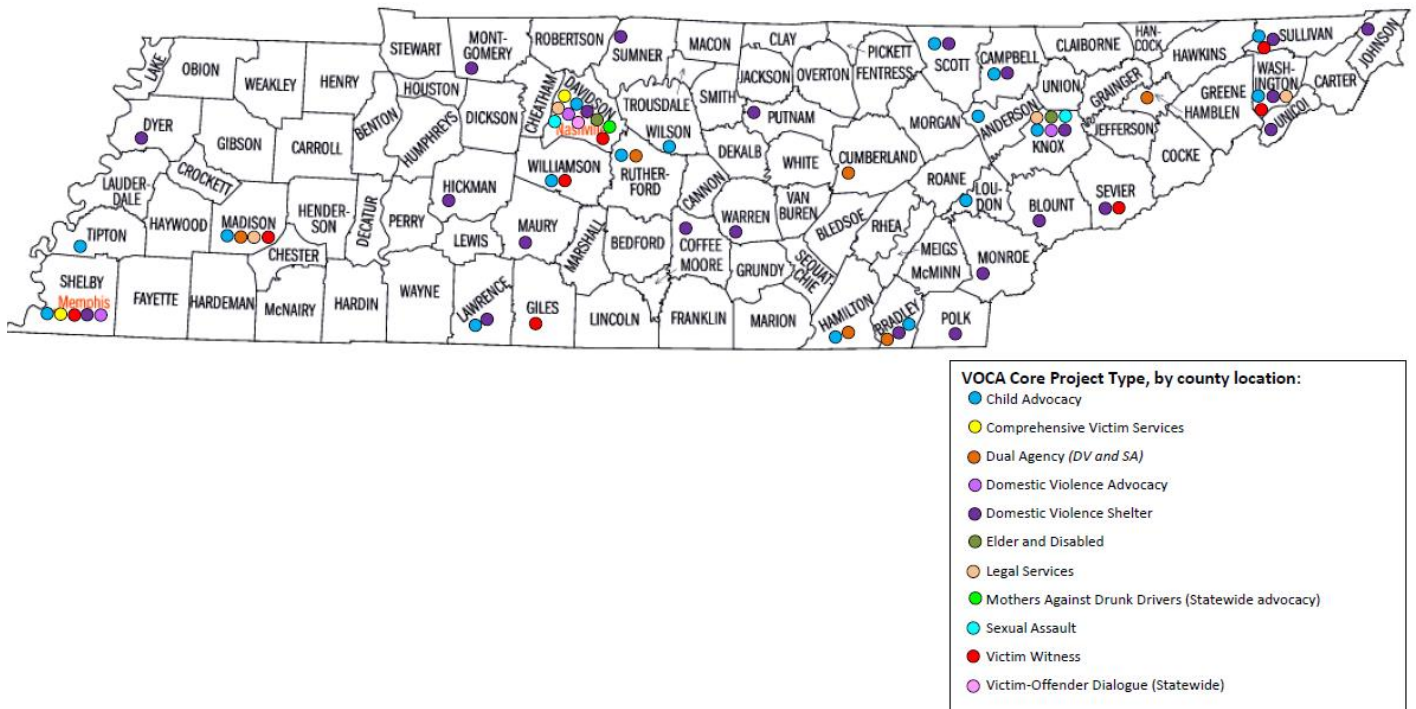 STEWART
MONT-
GOMERY
ROBERTSON
SUMNER
MACON
CLAY
PICKETT
SCOTT
CAMPBELL
CLAIBORNE
HAN-
COCK
HAWKINS
SULLIVAN
JOHNSON
LAKE
OBION
WEAKLEY
HENRY
HOUSTON
CHEATHAM
DAVIDSON
Nashville
TROUSDALE
SMITH
JACKSON
OVERTON
FENTRESS
UNION
GRAINGER
HAMBLEN
GREENE
WASH-
INGTON
CARTER
UNICOI
DYER
GIBSON
CARROLL
BENTON
HUMPHREYS
DICKSON
WILSON
PUTNAM
MORGAN
ANDERSON
KNOX
JEFFERSON
COCKE
LAUDER-
DALE
CROCKETT
HAYWOOD
MADISON
HENDER-
SON
DECATUR
PERRY
HICKMAN
WILLIAMSON
RUTHER-
FORD
CANNON
DEKALB
WHITE
CUMBERLAND
ROANE
LOU-
DON
BLOUNT
SEVIER
TIPTON
CHESTER
LEWIS
MAURY
MARSHALL
BEDFORD
COFFEE
WARREN
VAN
BUREN
BLEDSOE
RHEA
MEIGS
McMINN
MONROE
SHELBY
Memphis
FAYETTE
HARDEMAN
McNAIRY
HARDIN
WAYNE
LAWRENCE
GILES
LINCOLN
MOORE
FRANKLIN
GRUNDY
MARION
SEQUAT-
CHIE
HAMILTON
BRADLEY
POLK
VOCA Core Project Type, by county location:
Child Advocacy
Comprehensive Victim Services
Dual Agency (DV and SA)
Domestic Violence Advocacy
Domestic Violence Shelter
Elder and Disabled
Legal Services
Mothers Against Drunk Drivers (Statewide advocacy)
Sexual Assault
Victim Witness
Victim-Offender Dialogue (Statewide)